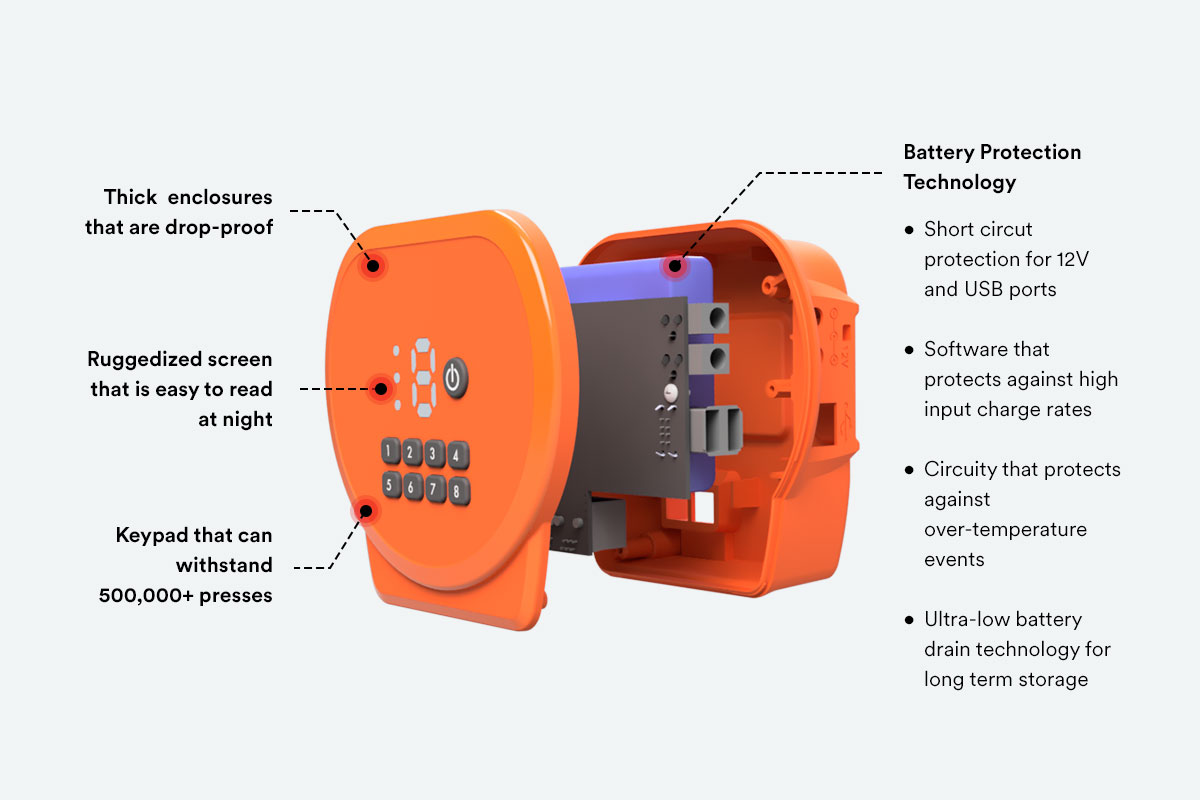 Thick enclosures
that are drop-proof
Ruggedized screen
that is easy to read
at night
Keypad that can
withstand
500,000+ presses
8
1 2 3 4
5 6 7 8
12V
Battery Protection
Technology
• Short circut
protection for 12V
and USB ports
• Software that
protects against high
input charge rates
• Circuity that protects
against
over-temperature
events
• Ultra-low battery
drain technology for
long term storage